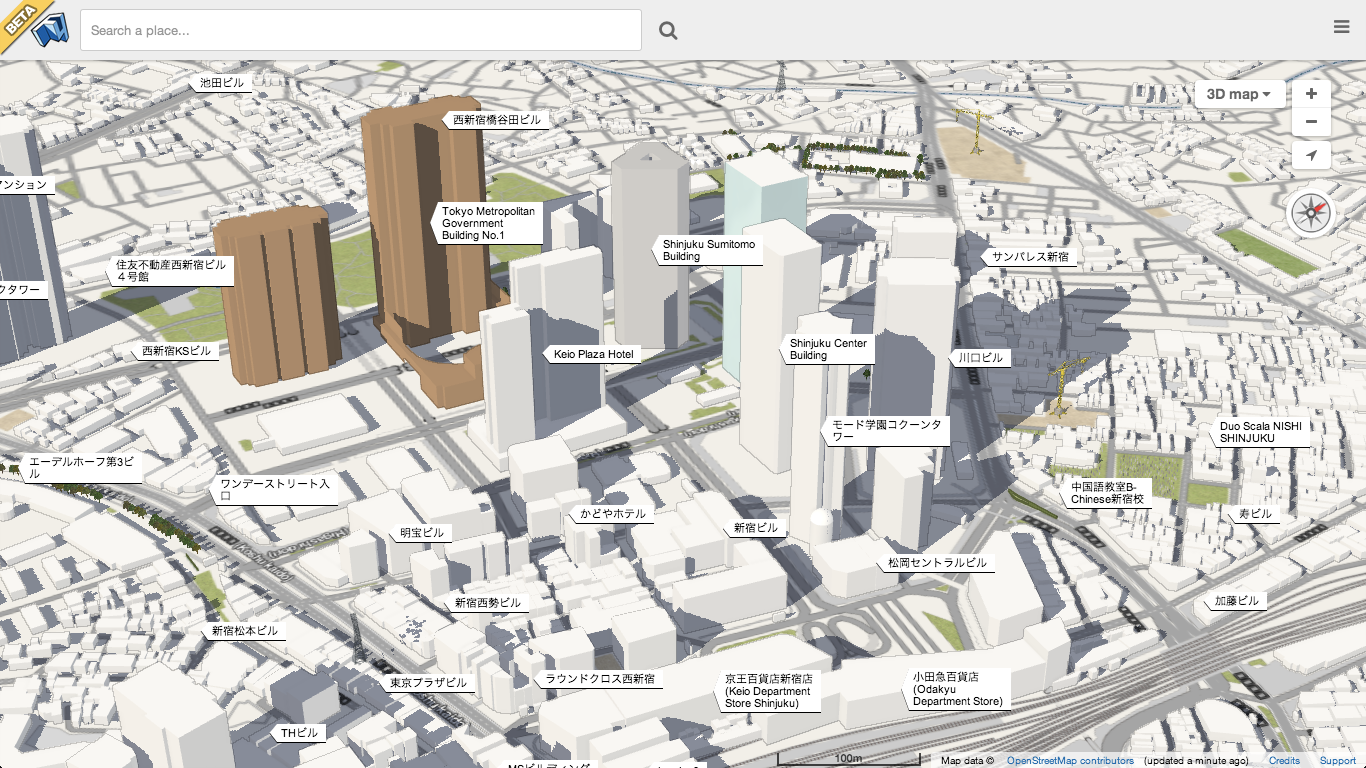 BETA
Search a place...
3D map
池田ビル
西新宿橋谷田ビル
マンション
Tokyo Metropolitan
Government
Building No.1
Shinjuku Sumitomo
Building
サンパレス新宿
住友不動産西新宿ビル
４号館
クタワー
西新宿KSビル
Keio Plaza Hotel
Shinjuku Center
Building
川口ビル
モード学園コクーンタ
ワー
Duo Scala NISHI
SHINJUKU
エーデルホーフ第3ビ
ル
ワンデーストリート入
口
中国語教室B-
Chinese新宿校
かどやホテル
寿ビル
明宝ビル
新宿ビル
松岡セントラルビル
新宿西勢ビル
加藤ビル
新宿松本ビル
東京プラザビル
ラウンドクロス西新宿
京王百貨店新宿店
(Keio Department
Store Shinjuku)
小田急百貨店
(Odakyu
Department Store)
THビル
MSビルディング
100m
Map data © OpenStreetMap contributors (updated a minute ago) Credits Support